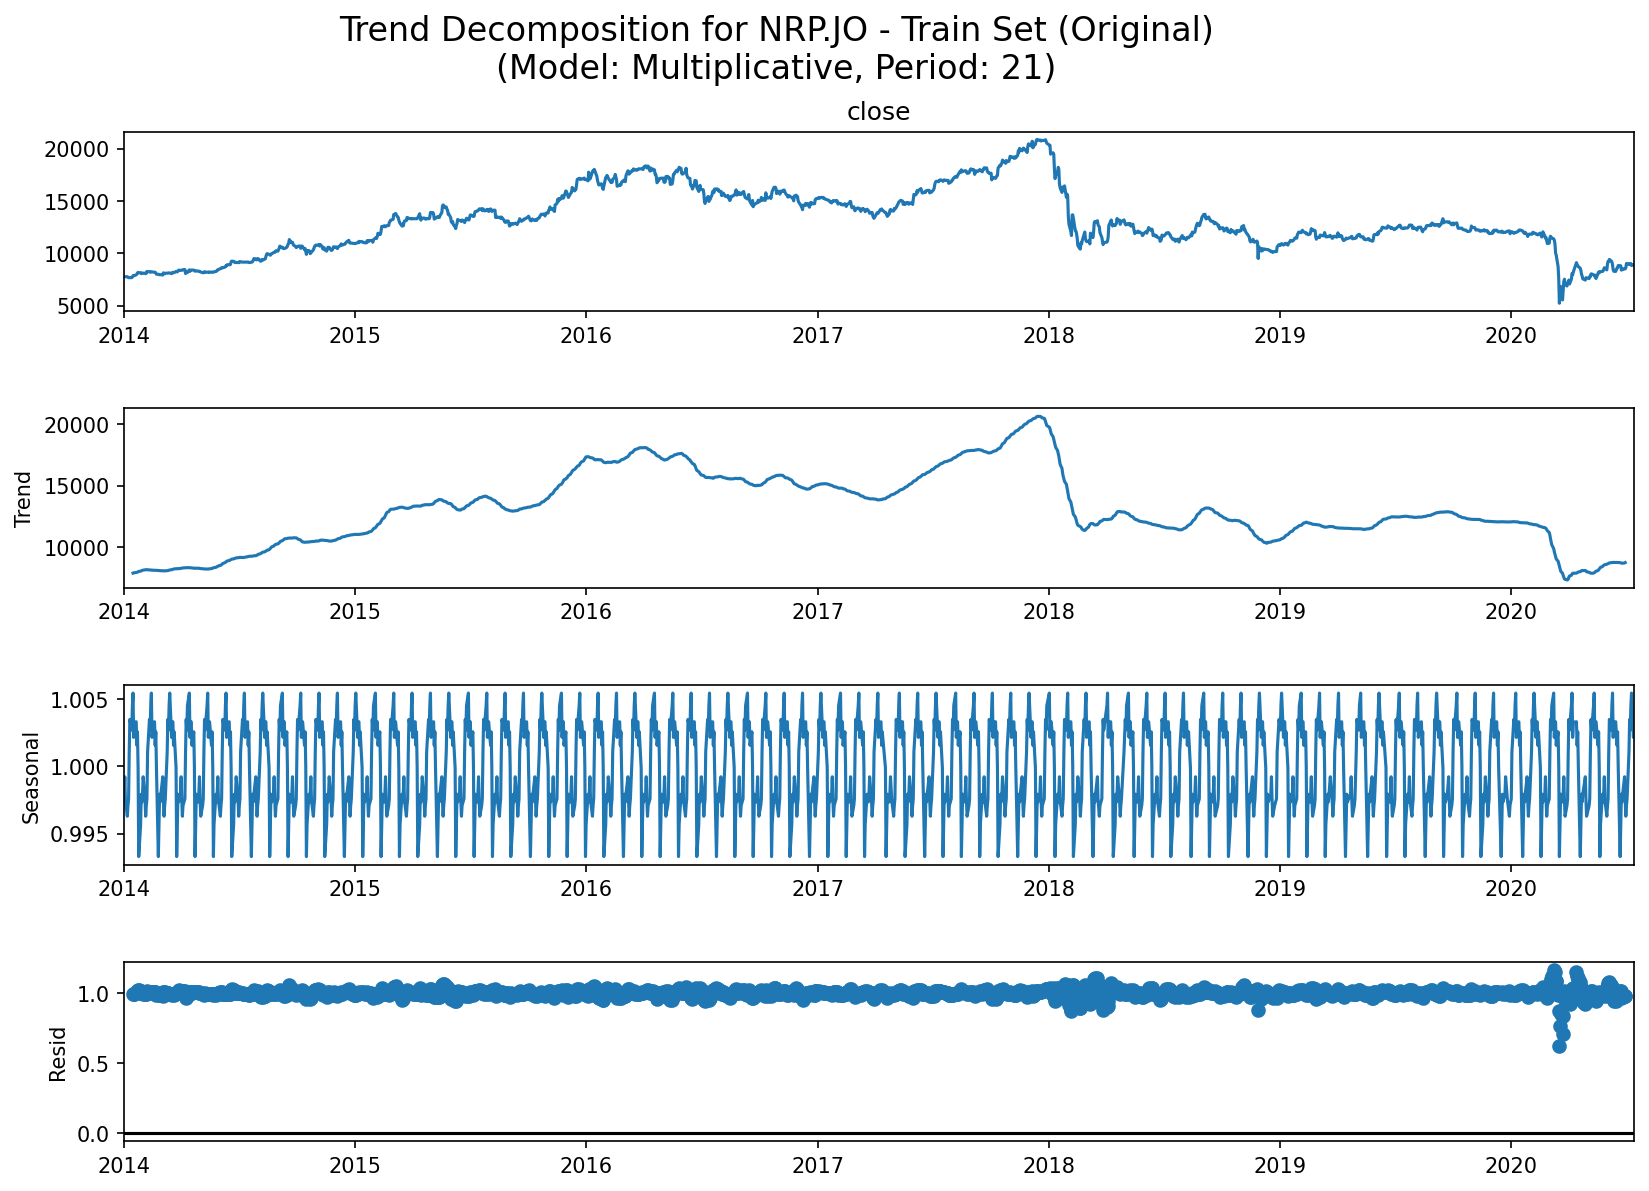 Trend Decomposition for NRP.JO - Train Set (Original)
(Model: Multiplicative, Period: 21)
close
20000
15000
10000
5000
2014 2015 2016 2017 2018 2019 2020
Trend
20000
15000
10000
2014 2015 2016 2017 2018 2019 2020
Seasonal
1.005
1.000
0.995
2014 2015 2016 2017 2018 2019 2020
Resid
1.0
0.5
0.0
2014 2015 2016 2017 2018 2019 2020